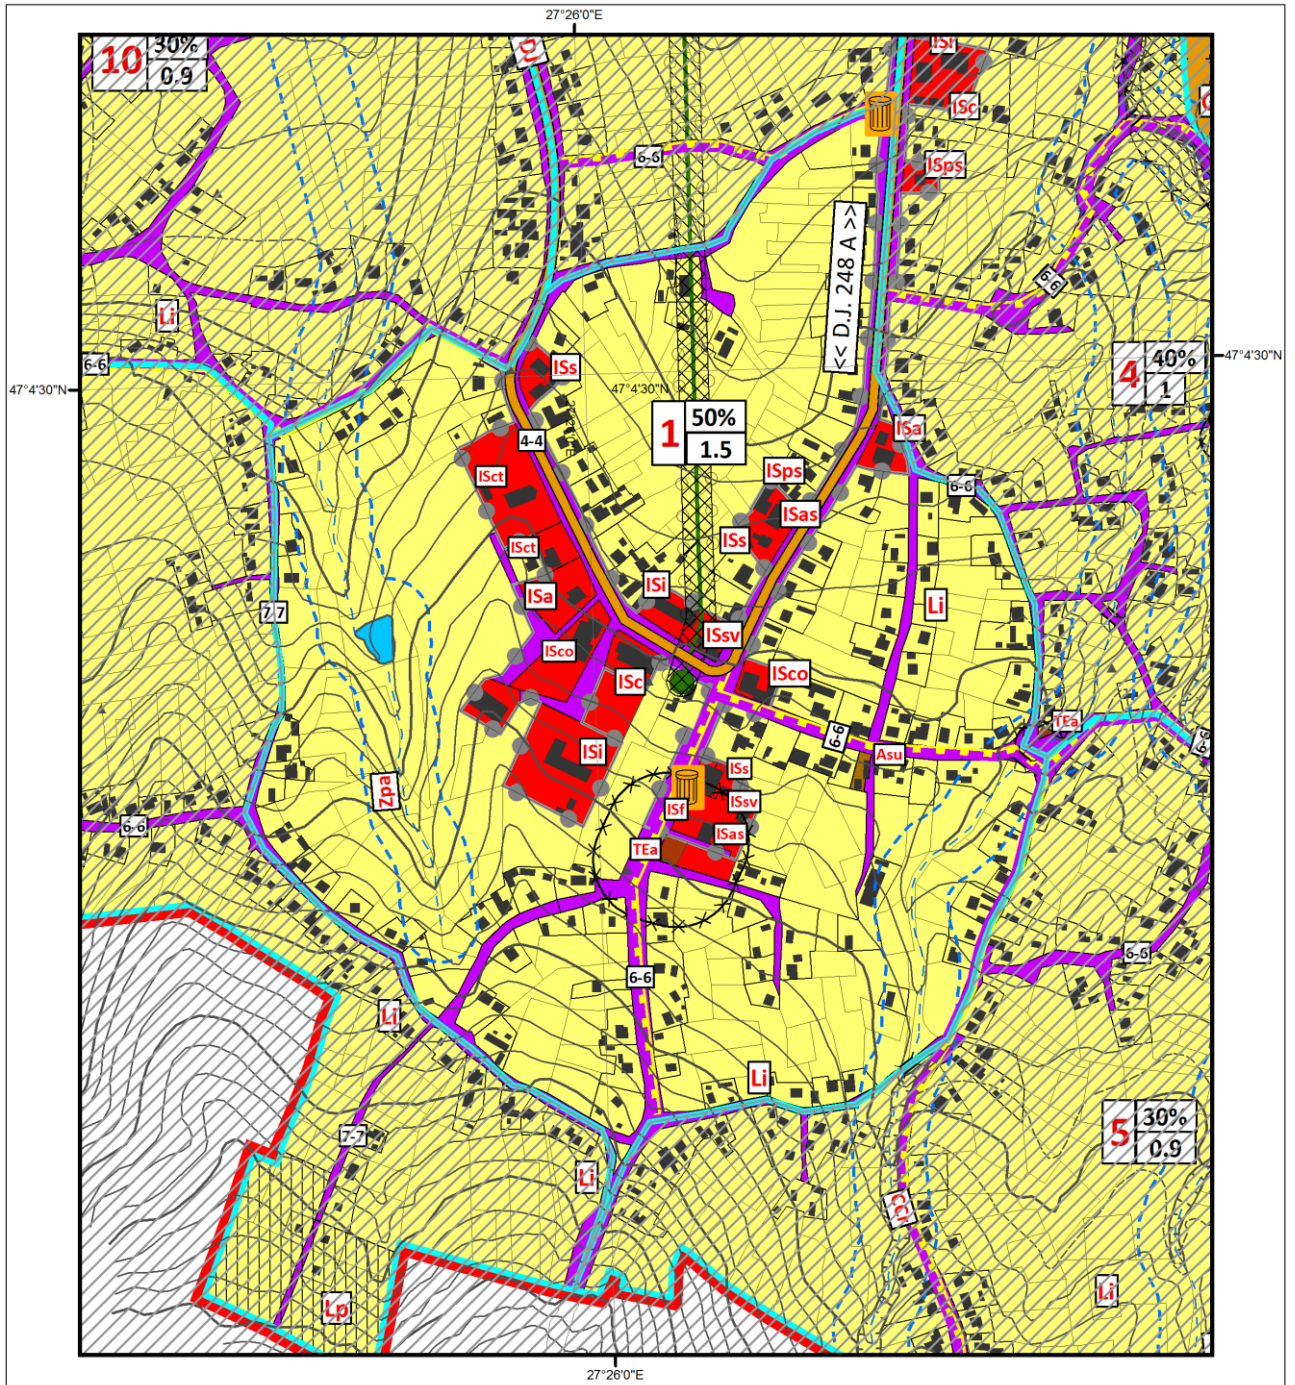 27°26'0"E
10
30%
0.9
DJ
ISi
ISc
ISps
6-6
<< D.J. 248 A >>
6-6
Li
6-6
47°4'30"N
47°4'30"N
4
40%
1
ISs
47°4'30"N
1
50%
1.5
ISa
4-4
ISct
ISps
6-6
ISas
ISs
ISct
ISi
ISa
Li
7-7
ISsv
ISco
ISc
ISco
TEa
6-6
6-6
ISi
Asu
ISs
Zpa
ISsv
ISf
6-6
ISas
TEa
6-6
6-6
Li
Li
5
30%
0.9
7-7
Li
CCr
Li
Lp
27°26'0"E